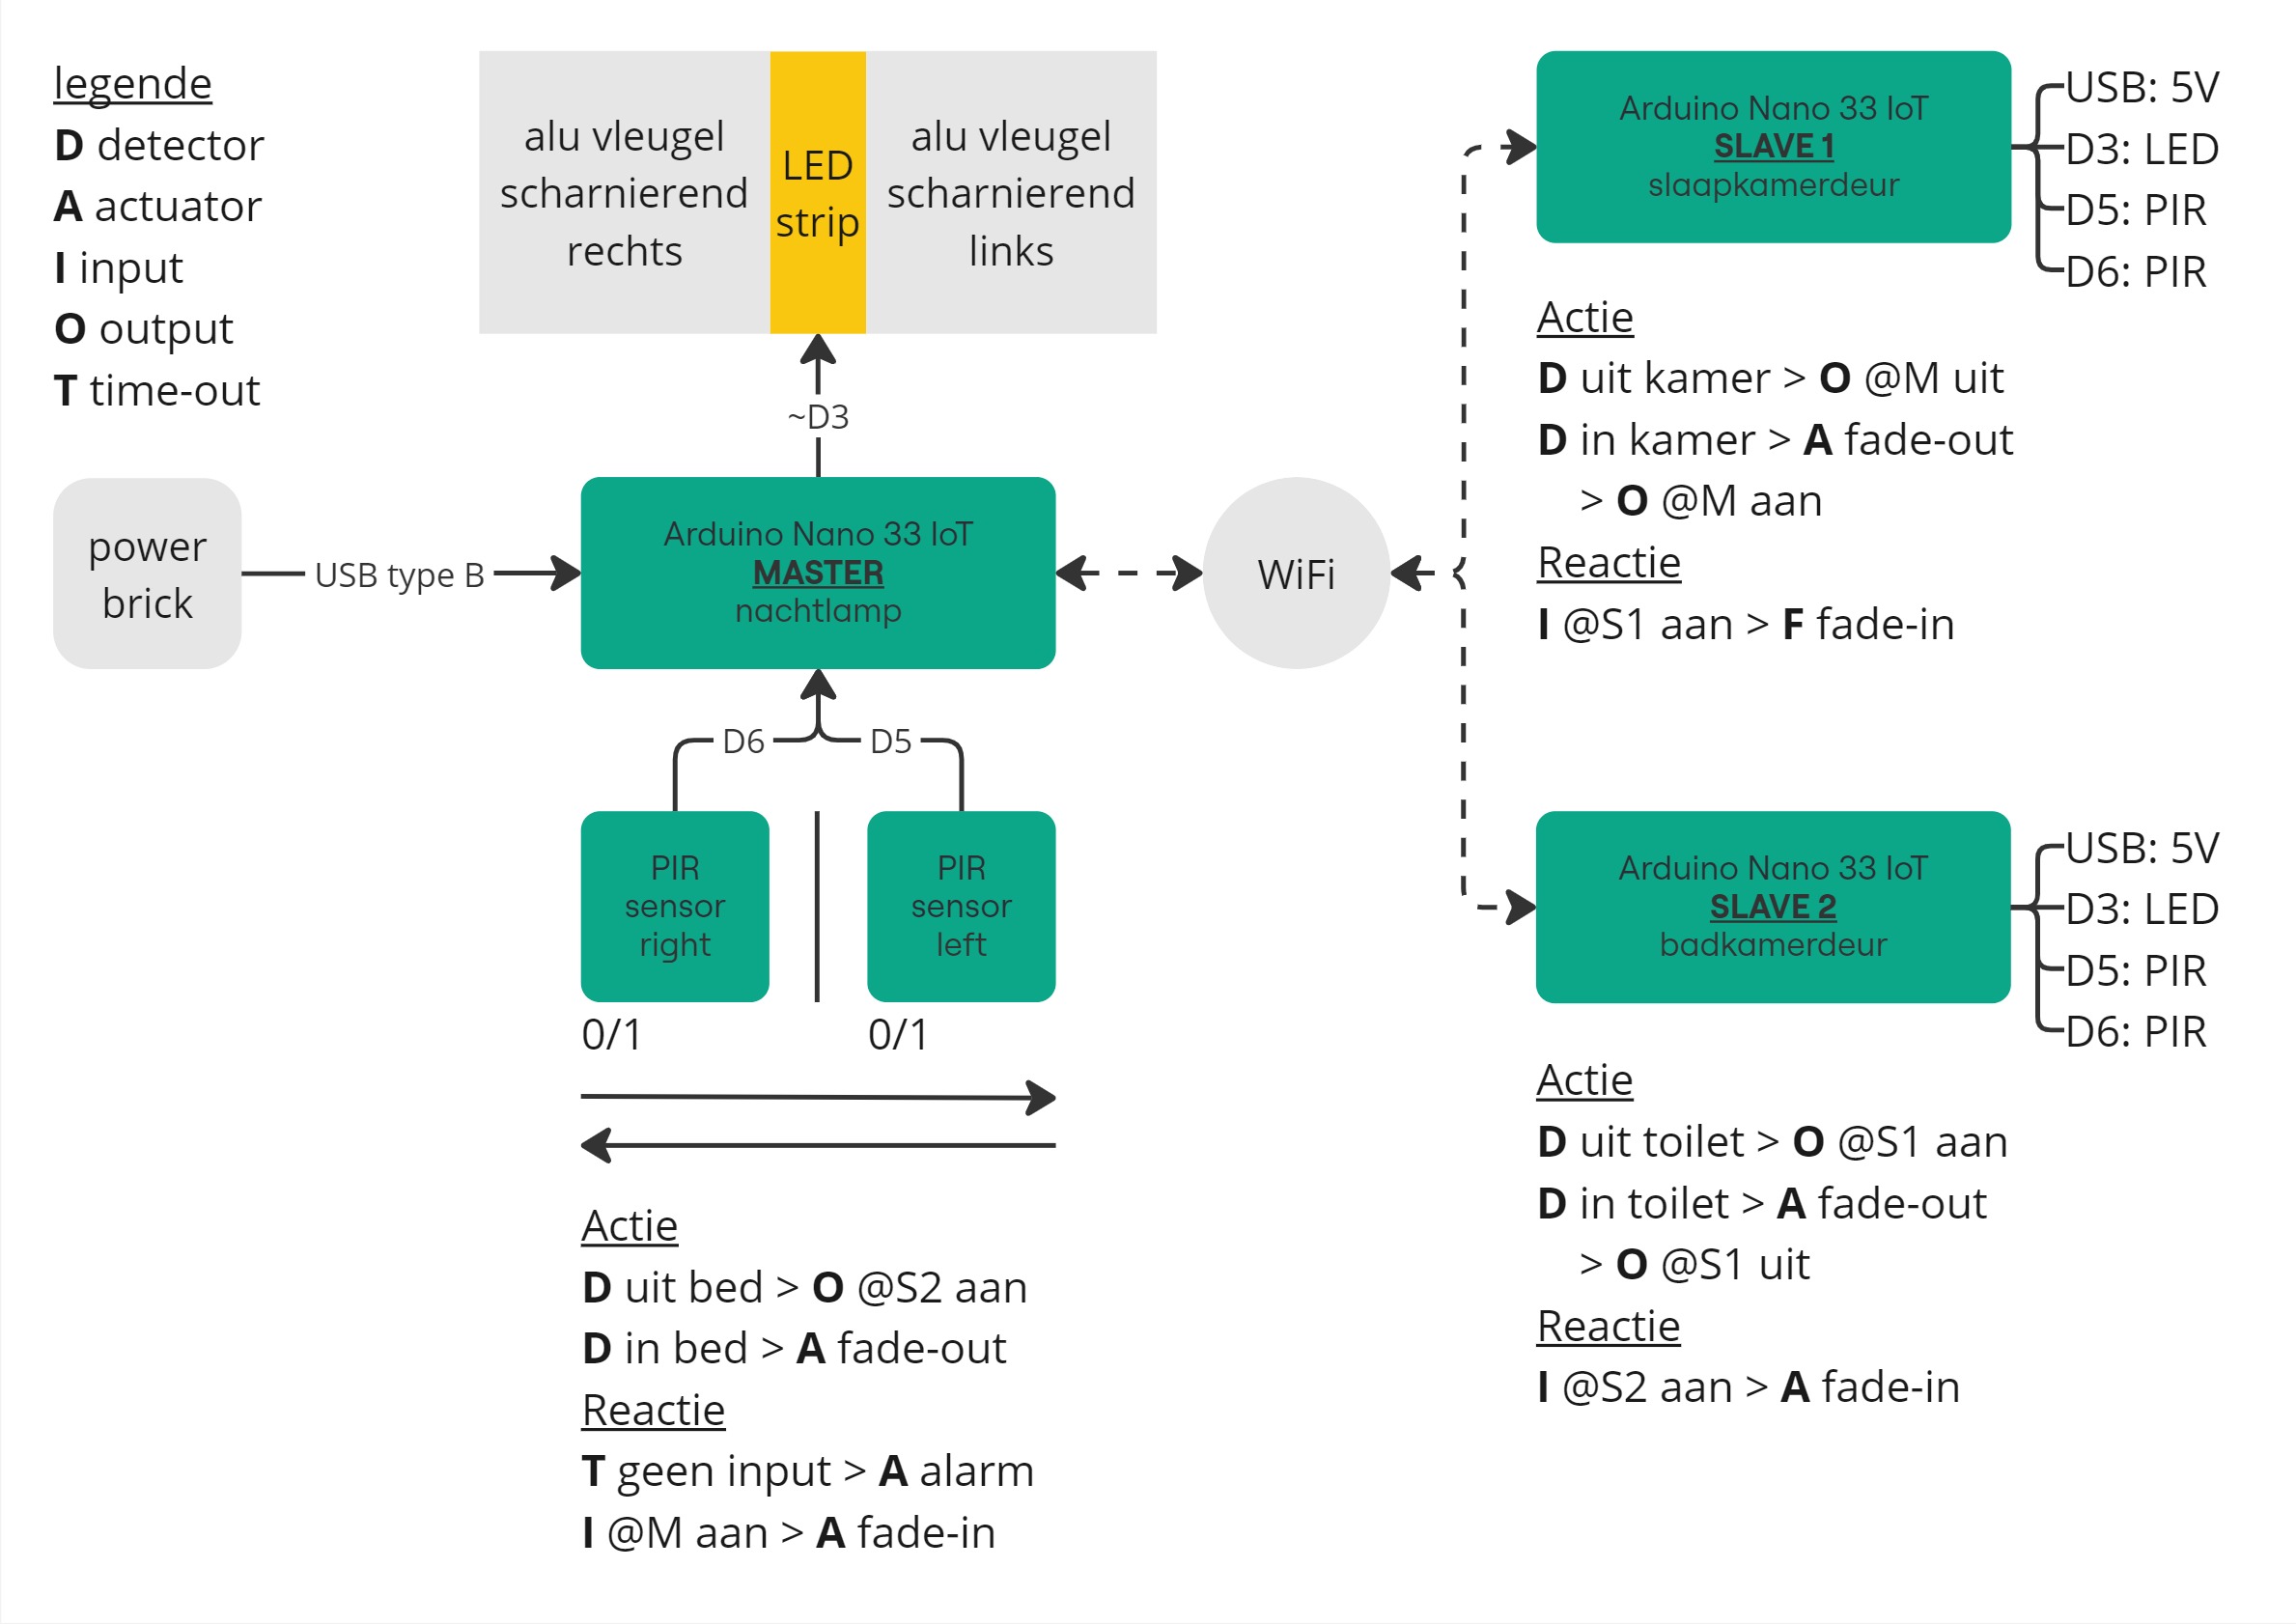 legende
D detector
A actuator
I input
O output
T time-out
alu vleugel
scharnierend
rechts
LED
strip
alu vleugel
scharnierend
links
~D3
power
brick
USB type B
Arduino Nano 33 IoT
MASTER
nachtlamp
WiFi
D6
D5
PIR
sensor
right
PIR
sensor
left
0/1
0/1
Actie
D uit bed > O @S2 aan
D in bed > A fade-out
Reactie
T geen input > A alarm
I @M aan > A fade-in
Arduino Nano 33 IoT
SLAVE 1
slaapkamerdeur
USB: 5V
D3: LED
D5: PIR
D6: PIR
Actie
D uit kamer > O @M uit
D in kamer > A fade-out
> O @M aan
Reactie
I @S1 aan > F fade-in
Arduino Nano 33 IoT
SLAVE 2
badkamerdeur
USB: 5V
D3: LED
D5: PIR
D6: PIR
Actie
D uit toilet > O @S1 aan
D in toilet > A fade-out
> O @S1 uit
Reactie
I @S2 aan > A fade-in